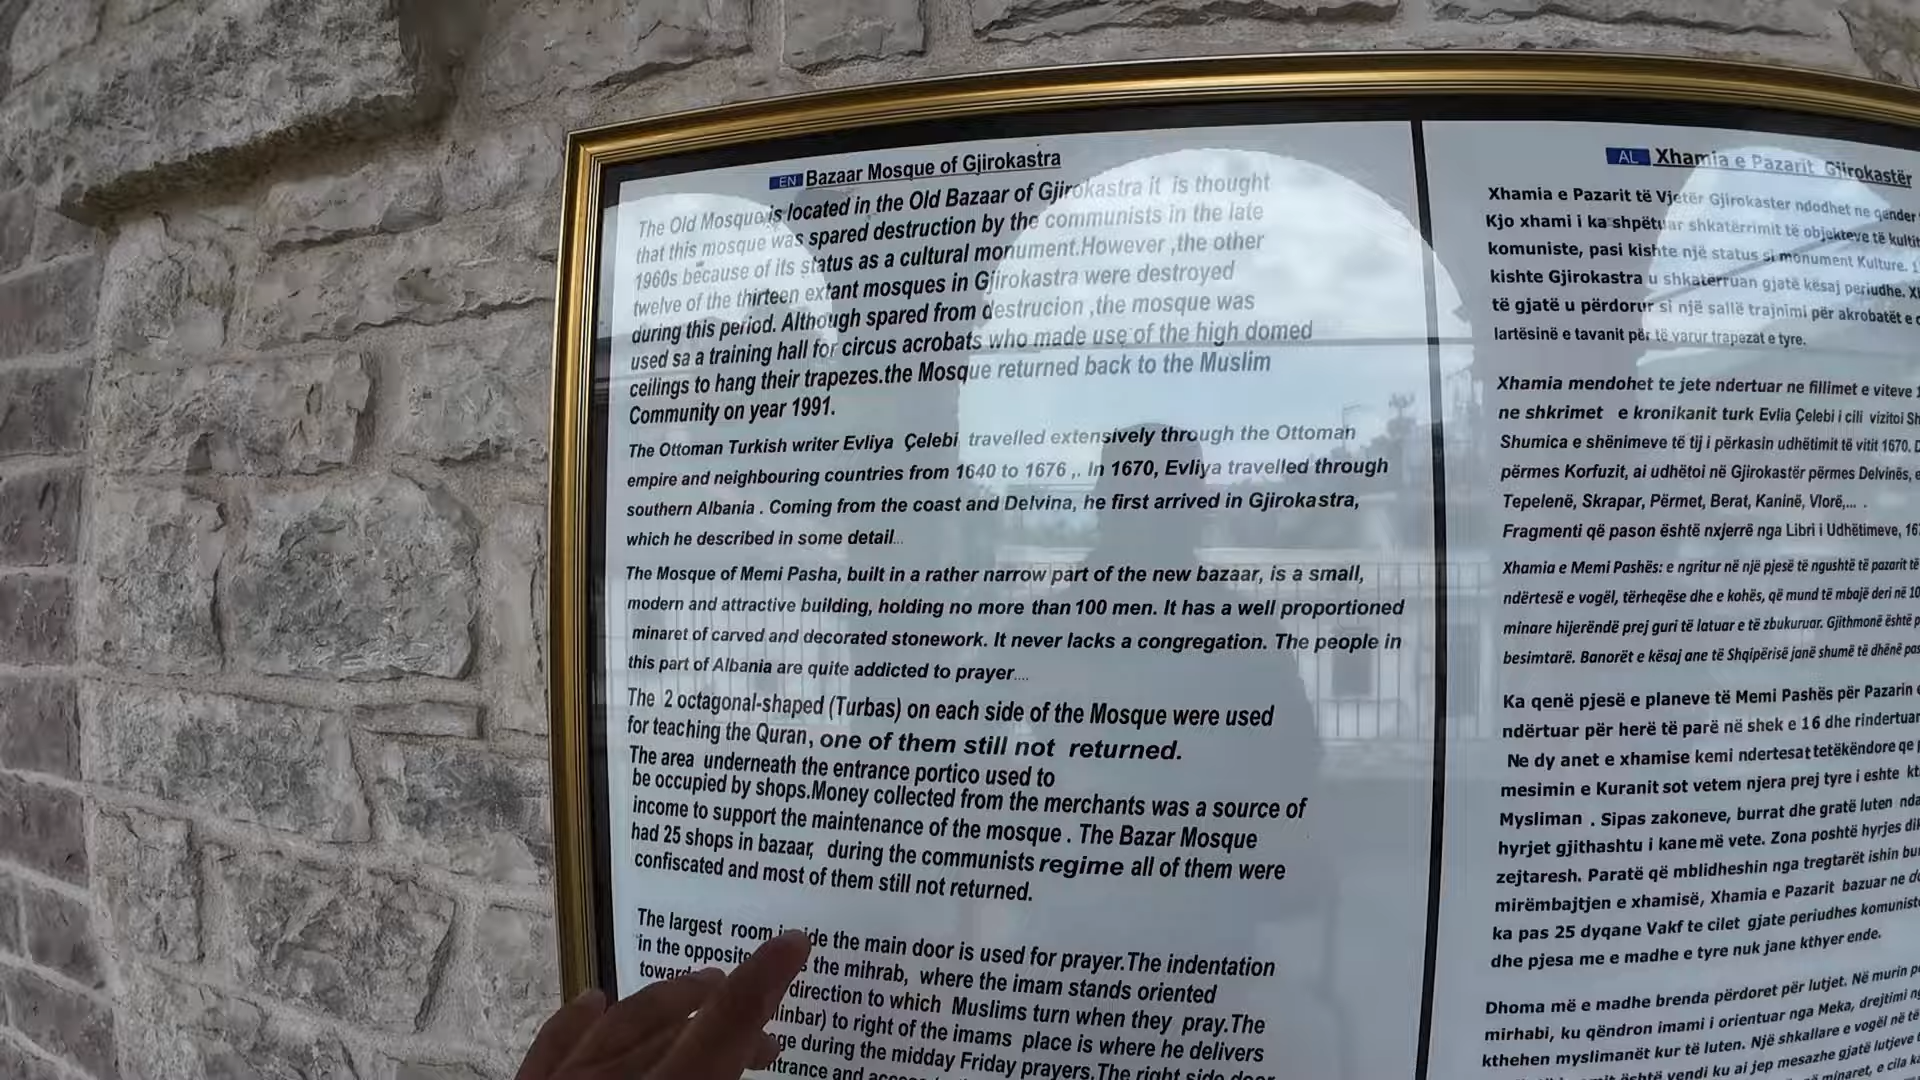 EN Bazaar Mosque of Gjirokastra
The Old Mosque is located in the Old Bazaar of Gjirokastra it is thought
that this mosque was spared destruction by the communists in the late
1960s because of its status as a cultural monument.However ,the other
twelve of the thirteen extant mosques in Gjirokastra were destroyed
during this period. Although spared from destrucion ,the mosque was
used sa a training hall for circus acrobats who made use of the high domed
ceilings to hang their trapezes.the Mosque returned back to the Muslim
Community on year 1991.
The Ottoman Turkish writer Evliya Çelebi travelled extensively through the Ottoman
empire and neighbouring countries from 1640 to 1676 ,. In 1670, Evliya travelled through
southern Albania . Coming from the coast and Delvina, he first arrived in Gjirokastra,
which he described in some detail...
The Mosque of Memi Pasha, built in a rather narrow part of the new bazaar, is a small,
modern and attractive building, holding no more than 100 men. It has a well proportioned
minaret of carved and decorated stonework. It never lacks a congregation. The people in
this part of Albania are quite addicted to prayer....
The 2 octagonal-shaped (Turbas) on each side of the Mosque were used
for teaching the Quran, one of them still not returned.
The area underneath the entrance portico used to
be occupied by shops.Money collected from the merchants was a source of
income to support the maintenance of the mosque . The Bazar Mosque
had 25 shops in bazaar, during the communists regime all of them were
confiscated and most of them still not returned.
The largest room inside the main door is used for prayer.The indentation
in the opposite the mihrab, where the imam stands oriented
direction to which Muslims turn when they pray.The
to right of the imams place is where he delivers
during the midday Friday prayers.The right side door
AL Xhamia e Pazarit Gjirokastër
Xhamia e Pazarit të Vjetër Gjirokaster ndodhet ne qender
Kjo xhami i ka shpëtuar shkatërrimit të objekteve të
komuniste, pasi kishte një status si monument Kulture.
kishte Gjirokastra u shkatërruan gjatë kësaj periudhe.
të gjatë u përdorur si një sallë trajnimi për akrobatët e
lartësinë e tavanit për të varur trapezat e tyre.
Xhamia mendohet te jete ndertuar ne fillimet e viteve
ne shkrimet e kronikanit turk Evlia Çelebi i cili vizitoi
Shumica e shënimeve të tij i përkasin udhëtimit të vitit 1670.
përmes Korfuzit, ai udhëtoi në Gjirokastër përmes Delvinës,
Tepelenë, Skrapar, Përmet, Berat, Kaninë, Vlorë,... .
Fragmenti që pason është nxjerrë nga Libri i Udhëtimeve,
Xhamia e Memi Pashës: e ngritur në një pjesë të ngushtë të pazarit të
ndërtesë e vogël, tërheqëse dhe e kohës, që mund të mbajë deri në
minare hijerëndë prej guri të latuar e të zbukuruar. Gjithmonë është
besimtarë. Banorët e kësaj ane të Shqipërisë janë shumë të dhënë
Ka qenë pjesë e planeve të Memi Pashës për Pazarin
ndërtuar për herë të parë në shek e 16 dhe rindertuar
Ne dy anet e xhamise kemi ndertesat tetëkëndore qe
mesimin e Kuranit sot vetem njera prej tyre i eshte
Mysliman . Sipas zakoneve, burrat dhe gratë luten
hyrjet gjithashtu i kane më vete. Zona poshtë hyrjes
zejtaresh. Paratë që mblidheshin nga tregtarët ishin
mirëmbajtjen e xhamisë, Xhamia e Pazarit bazuar ne
ka pas 25 dyqane Vakf te cilet gjate periudhes
dhe pjesa me e madhe e tyre nuk jane kthyer ende.
Dhoma më e madhe brenda përdoret për lutjet. Në murin
mirhabi, ku qëndron imami i orientuar nga Meka, drejtimi
kthehen myslimanët kur të luten. Një shkallare e vogël në të
është vendi ku ai jep mesazhe gjatë lutjeve
minaret, e cila